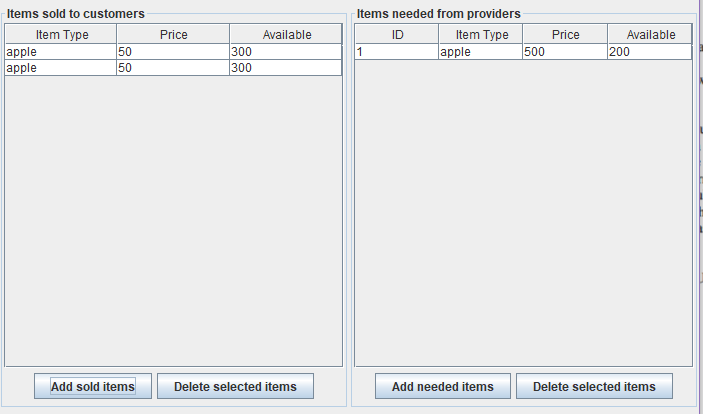 Items sold to customers
Item Type Price Available
apple 50 300
apple 50 300
Add sold items Delete selected items
Items needed from providers
ID Item Type Price Available
1 apple 500 200
Add needed items Delete selected items